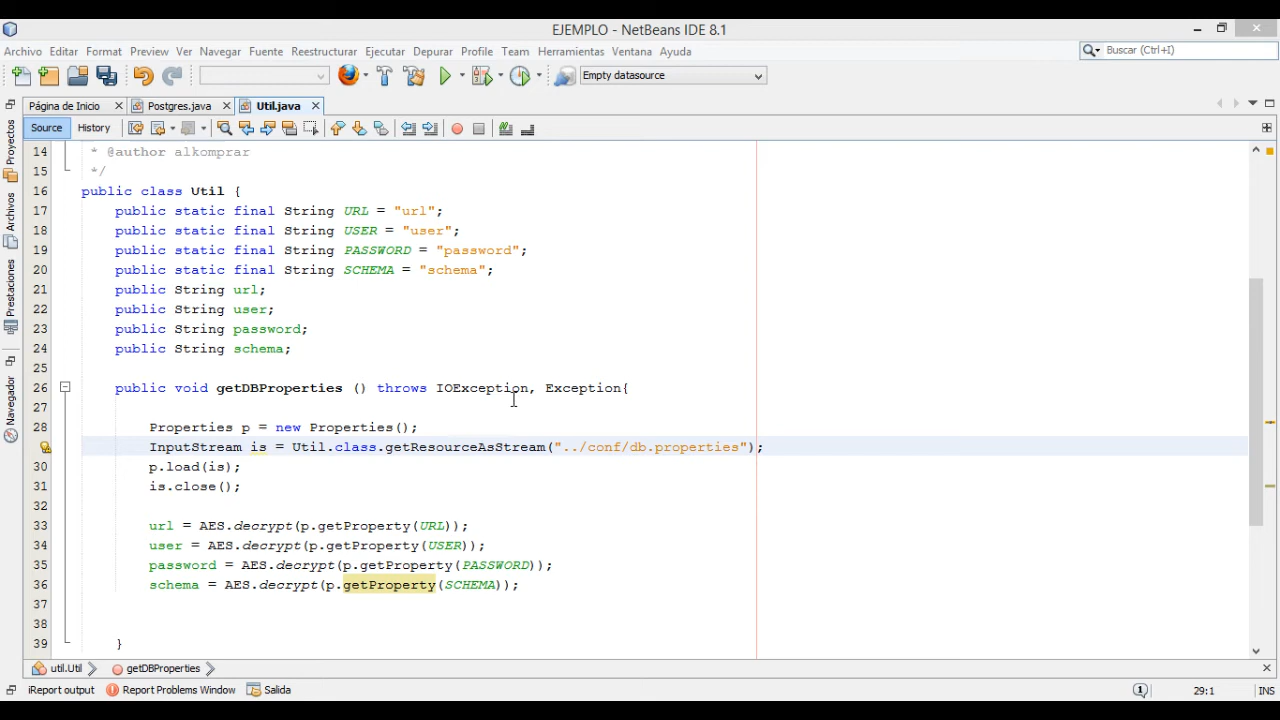 EJEMPLO - NetBeans IDE 8.1
Archivo Editar Format Preview Ver Navegar Fuente Reestructurar Ejecutar Depurar Profile Team Herramientas Ventana Ayuda
Buscar (Ctrl+I)
Empty datasource
Página de Inicio Postgres.java Util.java
Source History
Proyectos
Archivos
Prestaciones
Navegador
14 * @author alkomprar
15 */
16 public class Util {
17 public static final String URL = "url";
18 public static final String USER = "user";
19 public static final String PASSWORD = "password";
20 public static final String SCHEMA = "schema";
21 public String url;
22 public String user;
23 public String password;
24 public String schema;
25
26 public void getDBProperties () throws IOException, Exception{
27
28 Properties p = new Properties();
InputStream is = Util.class.getResourceAsStream("../conf/db.properties");
30 p.load(is);
31 is.close();
32
33 url = AES.decrypt(p.getProperty(URL));
34 user = AES.decrypt(p.getProperty(USER));
35 password = AES.decrypt(p.getProperty(PASSWORD));
36 schema = AES.decrypt(p.getProperty(SCHEMA));
37
38
39 }
util.Util getDBProperties
iReport output Report Problems Window Salida
1 29:1 INS